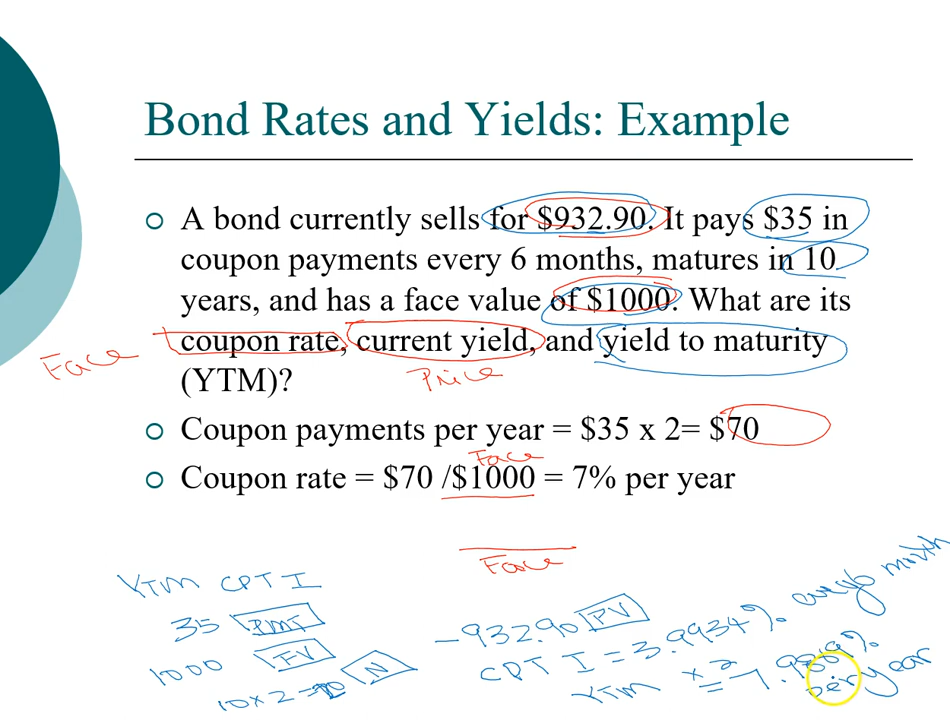 Bond Rates and Yields: Example
A bond currently sells for $932.90. It pays $35 in
coupon payments every 6 months, matures in 10
years, and has a face value of $1000. What are its
coupon rate, current yield, and yield to maturity
Face
(YTM)?
Price
Coupon payments per year = $35 x 2= $70
Face
Coupon rate = $70 /$1000 = 7% per year
Face
YTM CPT I
35 PMT
1000 FV
10x2= N
-932.90 PV
CPT I = 3.9934% every 6 month
x2
YTM = 7.989%
per year